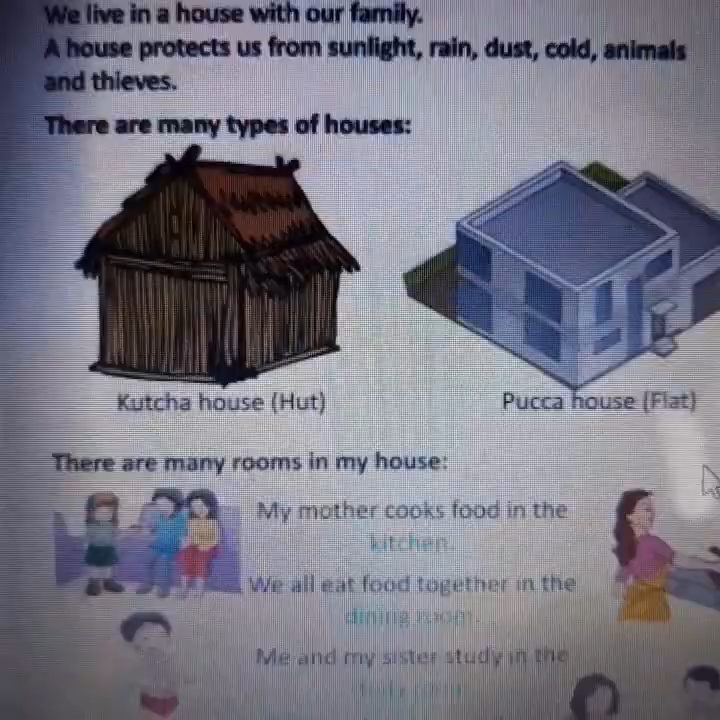 We live in a house with our family.
A house protects us from sunlight, rain, dust, cold, animals
and thieves.
There are many types of houses:
Kutcha house (Hut)
Pucca house (Flat)
There are many rooms in my house:
My mother cooks food in the
kitchen.
We all eat food together in the
dining room.
Me and my sister study in the